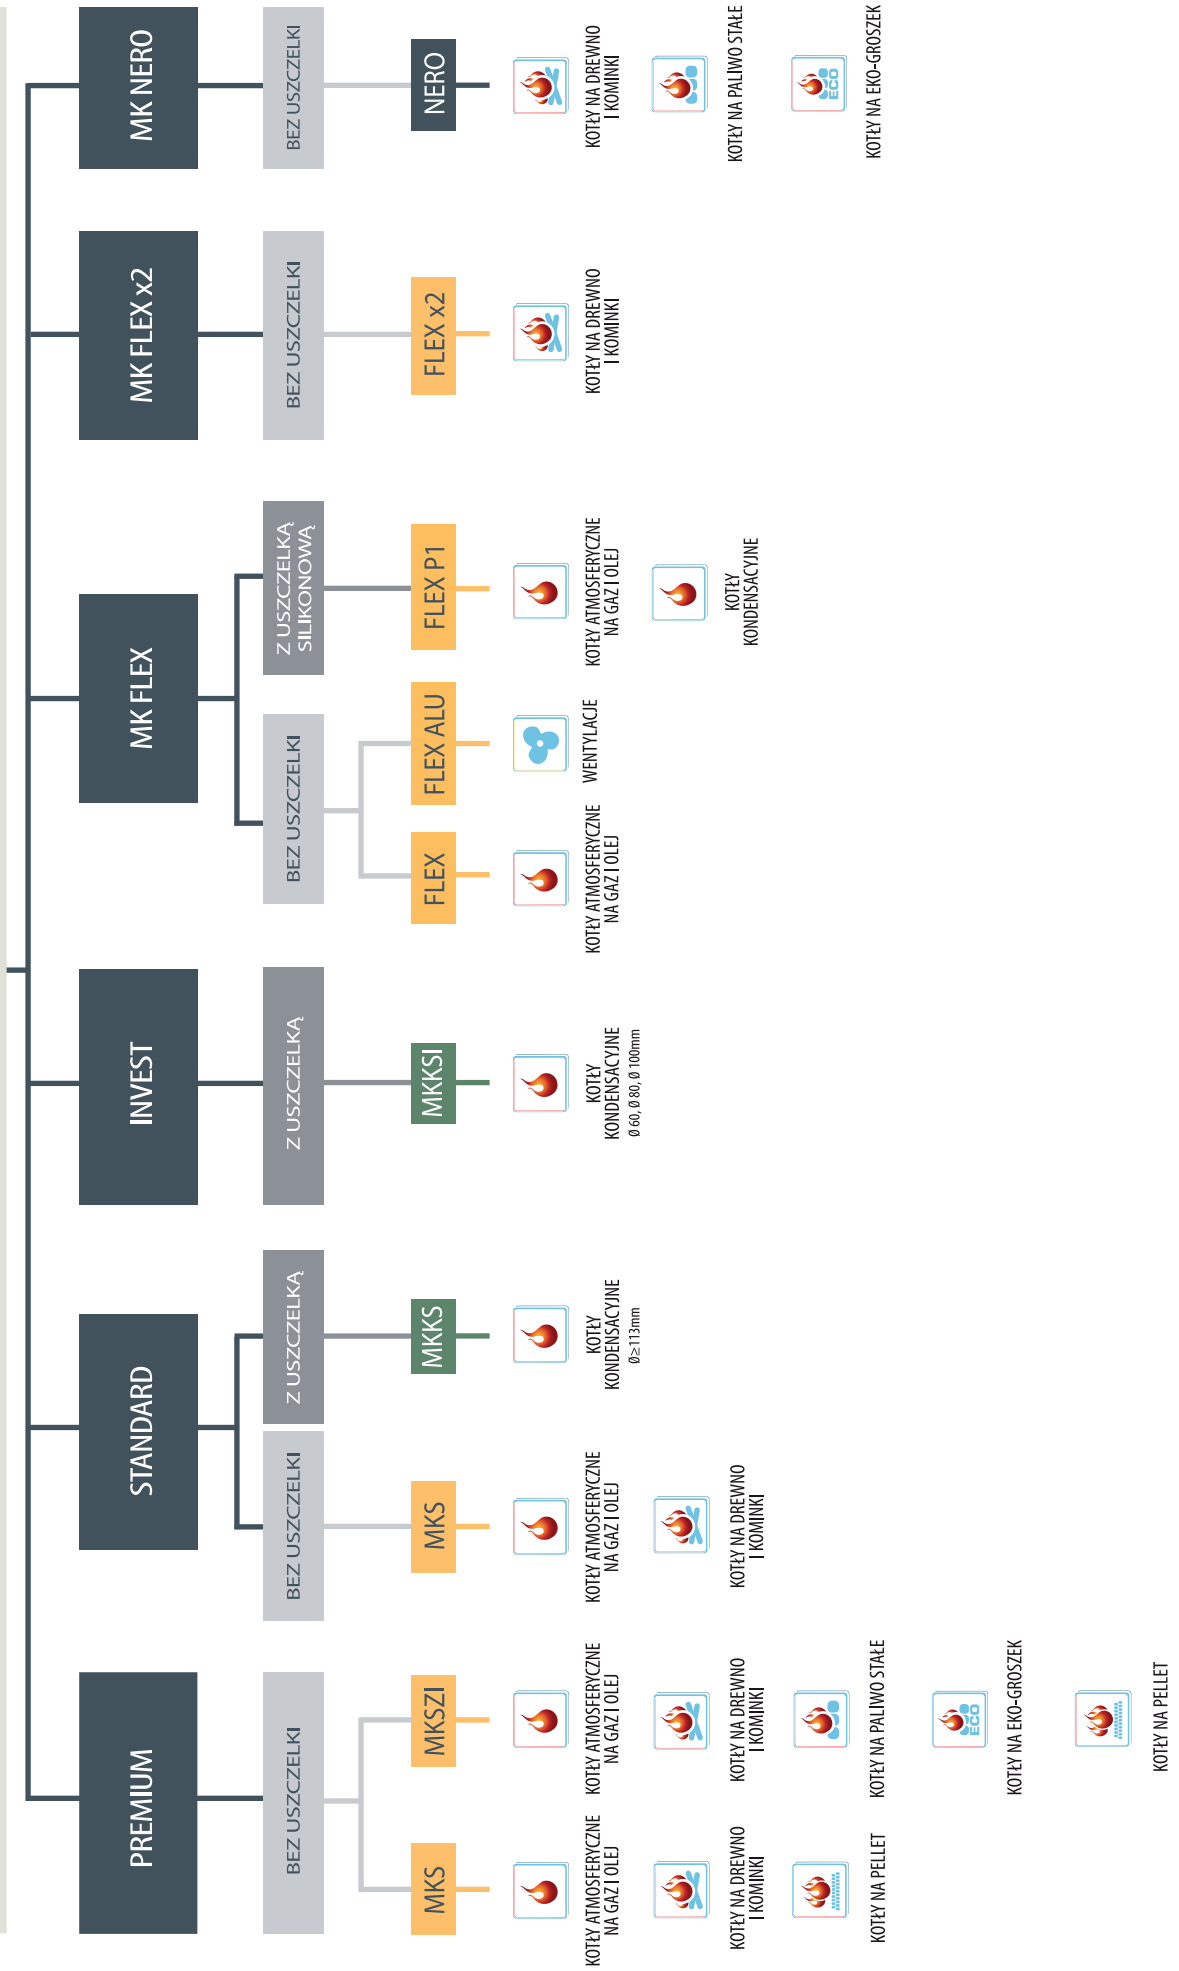 PREMIUM
BEZ USZCZELKI
MKS
KOTŁY ATMOSFERYCZNE
NA GAZ I OLEJ
KOTŁY NA DREWNO
I KOMINKI
KOTŁY NA PELLET
MKSZI
KOTŁY ATMOSFERYCZNE
NA GAZ I OLEJ
KOTŁY NA DREWNO
I KOMINKI
KOTŁY NA PALIWO STAŁE
ECO
KOTŁY NA EKO-GROSZEK
KOTŁY NA PELLET
STANDARD
BEZ USZCZELKI
MKS
KOTŁY ATMOSFERYCZNE
NA GAZ I OLEJ
KOTŁY NA DREWNO
I KOMINKI
Z USZCZELKĄ
MKKS
KOTŁY
KONDENSACYJNE
Ø≥113mm
INVEST
Z USZCZELKĄ
MKKSI
KOTŁY
KONDENSACYJNE
Ø 60, Ø 80, Ø 100mm
MK FLEX
BEZ USZCZELKI
FLEX
KOTŁY ATMOSFERYCZNE
NA GAZ I OLEJ
FLEX ALU
WENTYLACJE
Z USZCZELKĄ
SILIKONOWĄ
FLEX P1
KOTŁY ATMOSFERYCZNE
NA GAZ I OLEJ
KOTŁY
KONDENSACYJNE
MK FLEX x2
BEZ USZCZELKI
FLEX x2
KOTŁY NA DREWNO
I KOMINKI
MK NERO
BEZ USZCZELKI
NERO
KOTŁY NA DREWNO
I KOMINKI
KOTŁY NA PALIWO STAŁE
ECO
KOTŁY NA EKO-GROSZEK